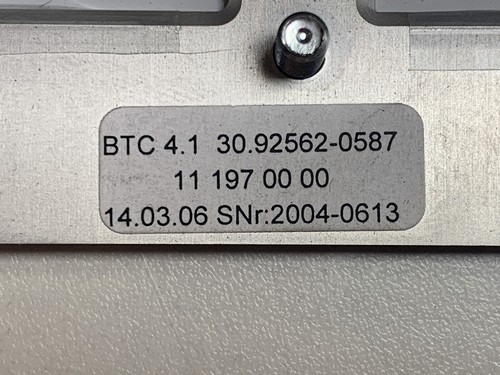 BTC 4.1 30.92562-0587
11 197 00 00
14.03.06 SNr:2004-0613